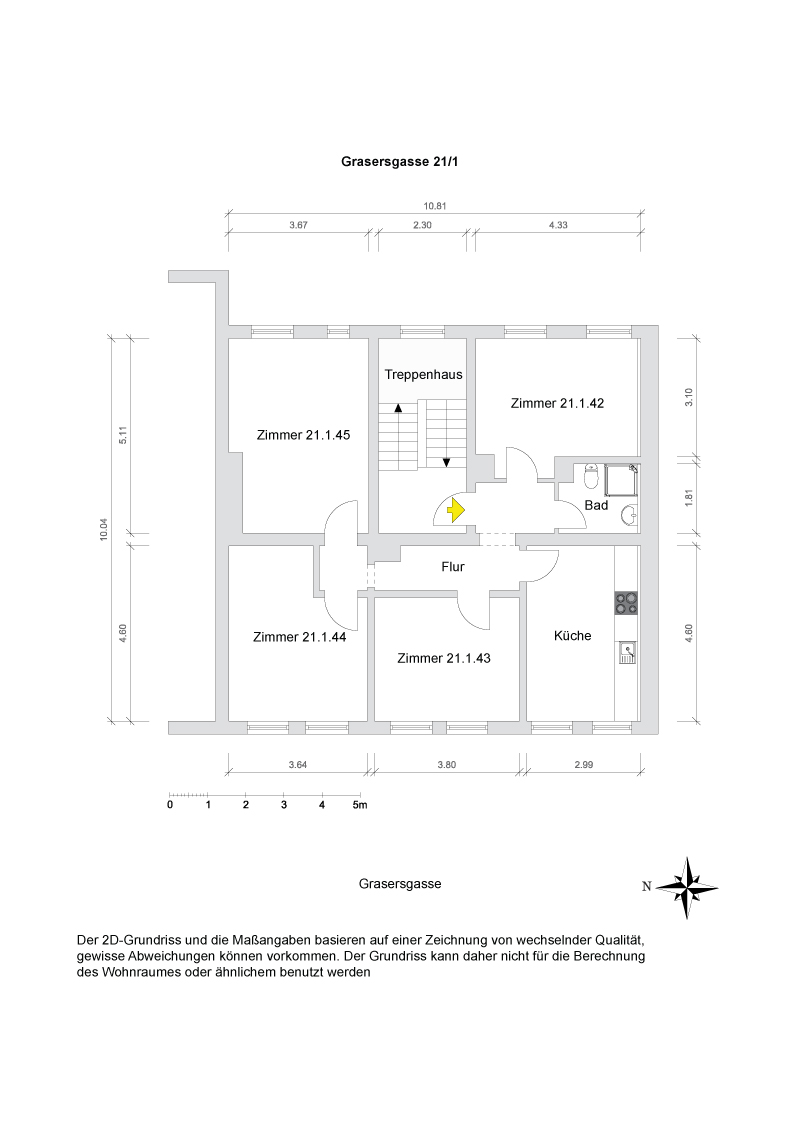 Grasersgasse 21/1
10.81
3.67
2.30
4.33
Treppenhaus
Zimmer 21.1.42
Zimmer 21.1.45
3.10
5.11
Bad
1.81
10.04
Flur
Zimmer 21.1.44
Küche
4.60
4.60
Zimmer 21.1.43
3.64
3.80
2.99
0 1 2 3 4 5m
Grasersgasse
N
Der 2D-Grundriss und die Maßangaben basieren auf einer Zeichnung von wechselnder Qualität,
gewisse Abweichungen können vorkommen. Der Grundriss kann daher nicht für die Berechnung
des Wohnraumes oder ähnlichem benutzt werden